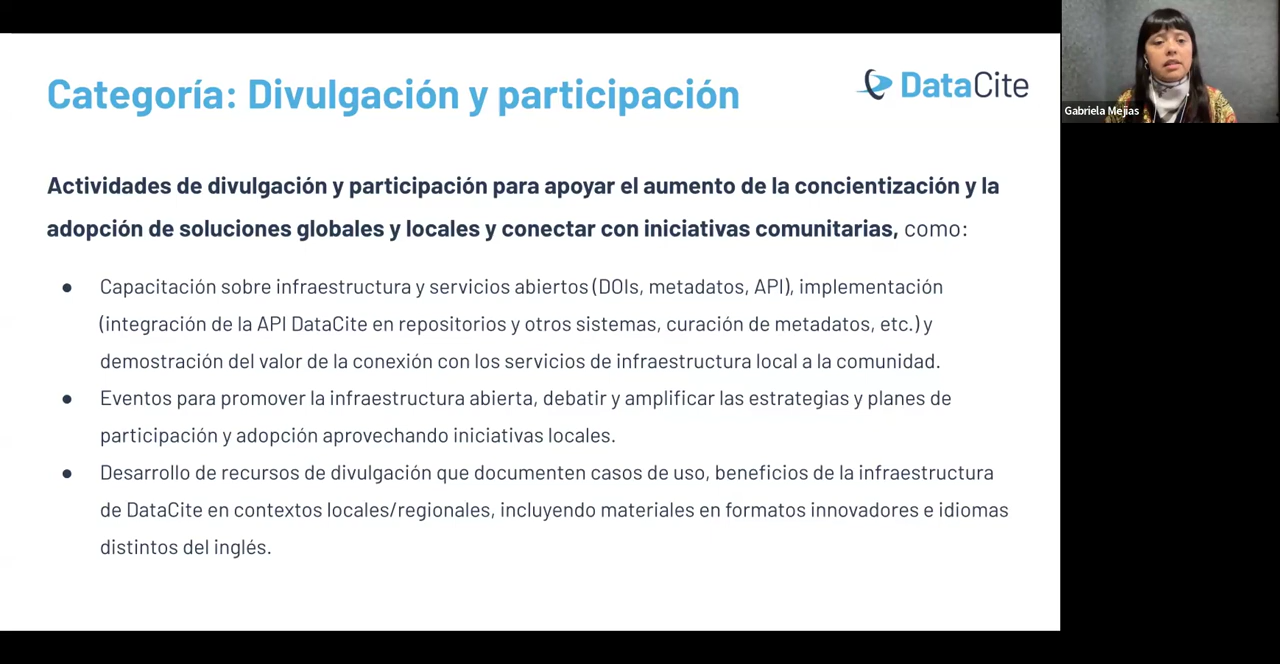 Categoría: Divulgación y participación
DataCite
Gabriela Mejias
Actividades de divulgación y participación para apoyar el aumento de la concientización y la
adopción de soluciones globales y locales y conectar con iniciativas comunitarias, como:
● Capacitación sobre infraestructura y servicios abiertos (DOIs, metadatos, API), implementación
(integración de la API DataCite en repositorios y otros sistemas, curación de metadatos, etc.) y
demostración del valor de la conexión con los servicios de infraestructura local a la comunidad.
● Eventos para promover la infraestructura abierta, debatir y amplificar las estrategias y planes de
participación y adopción aprovechando iniciativas locales.
● Desarrollo de recursos de divulgación que documenten casos de uso, beneficios de la infraestructura
de DataCite en contextos locales/regionales, incluyendo materiales en formatos innovadores e idiomas
distintos del inglés.